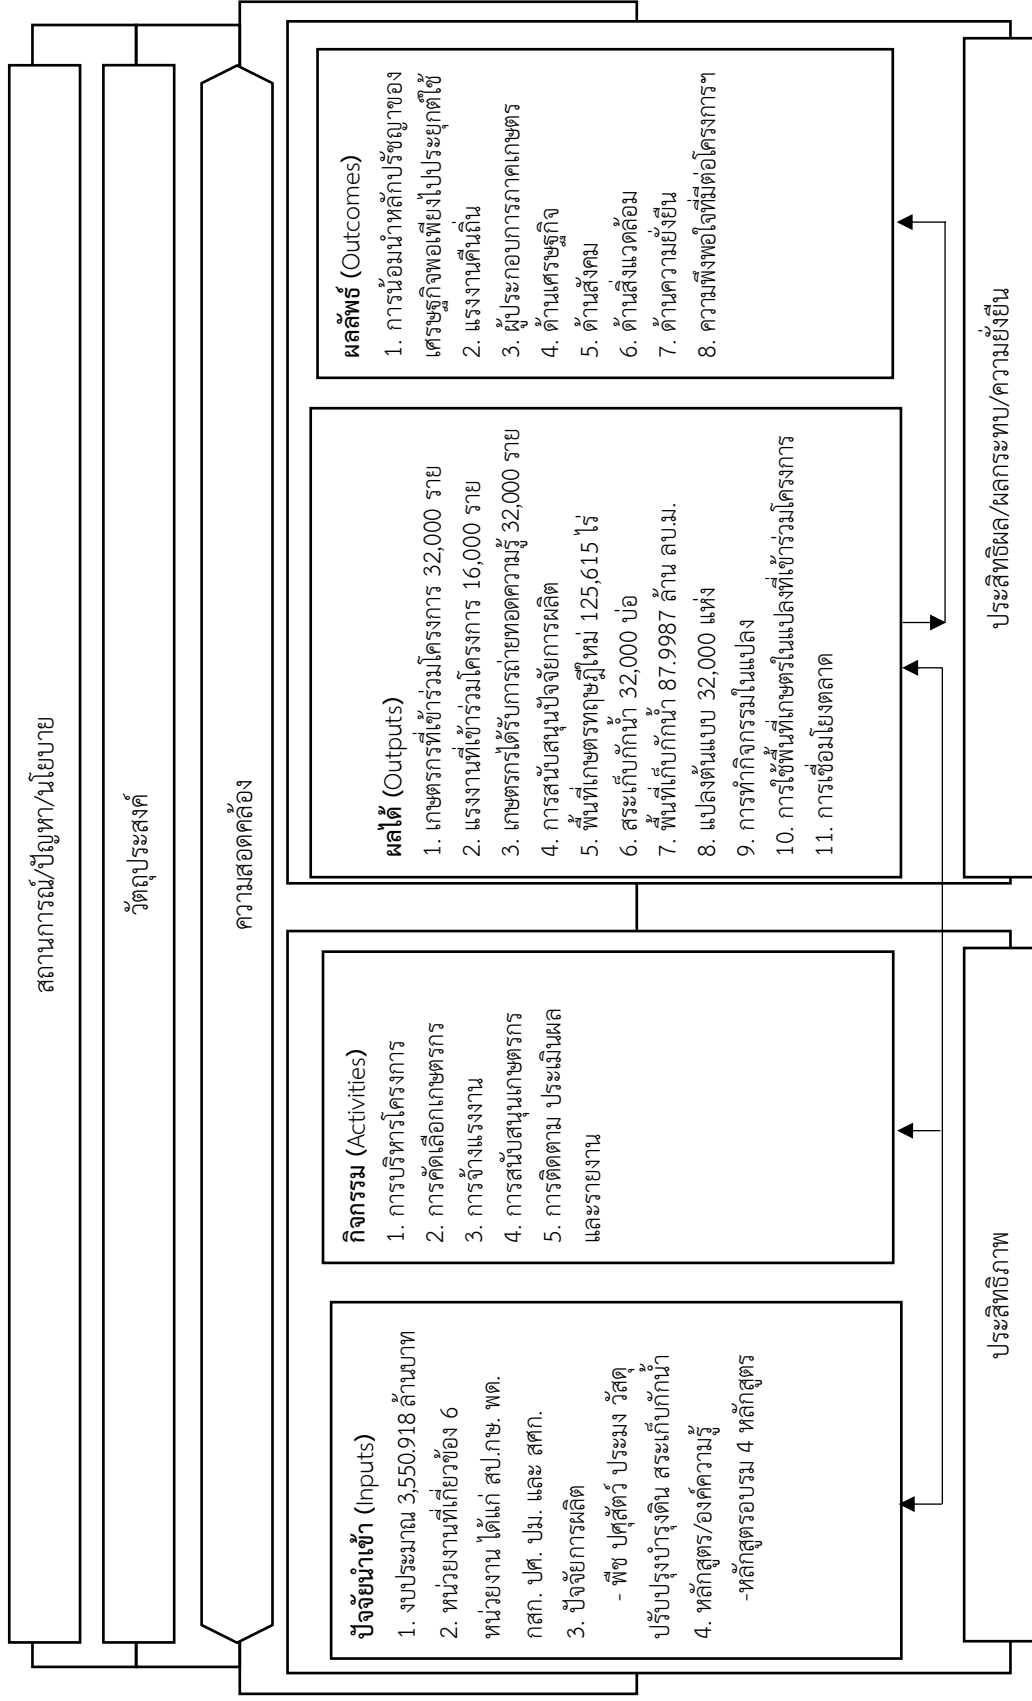 สถานการณ์/ปัญหา/นโยบาย
วัตถุประสงค์
ความสอดคล้อง
ปัจจัยนำเข้า (Inputs)
1. งบประมาณ 3,550.918 ล้านบาท
2. หน่วยงานที่เกี่ยวข้อง 6
หน่วยงาน ได้แก่ สป.กษ. พด.
กสก. ปศ. ปม. และ สศก.
3. ปัจจัยการผลิต
- พืช ปศุสัตว์ ประมง วัสดุ
ปรับปรุงบำรุงดิน สระเก็บกักน้ำ
4. หลักสูตร/องค์ความรู้
-หลักสูตรอบรม 4 หลักสูตร
กิจกรรม (Activities)
1. การบริหารโครงการ
2. การคัดเลือกเกษตรกร
3. การจ้างแรงงาน
4. การสนับสนุนเกษตรกร
5. การติดตาม ประเมินผล
และรายงาน
ผลได้ (Outputs)
1. เกษตรกรที่เข้าร่วมโครงการ 32,000 ราย
2. แรงงานที่เข้าร่วมโครงการ 16,000 ราย
3. เกษตรกรได้รับการถ่ายทอดความรู้ 32,000 ราย
4. การสนับสนุนปัจจัยการผลิต
5. พื้นที่เกษตรทฤษฎีใหม่ 125,615 ไร่
6. สระเก็บกักน้ำ 32,000 บ่อ
7. พื้นที่เก็บกักน้ำ 87.9987 ล้าน ลบ.ม.
8. แปลงต้นแบบ 32,000 แห่ง
9. การทำกิจกรรมในแปลง
10. การใช้พื้นที่เกษตรในแปลงที่เข้าร่วมโครงการ
11. การเชื่อมโยงตลาด
ผลลัพธ์ (Outcomes)
1. การน้อมนำหลักปรัชญาของ
เศรษฐกิจพอเพียงไปประยุกต์ใช้
2. แรงงานคืนถิ่น
3. ผู้ประกอบการภาคเกษตร
4. ด้านเศรษฐกิจ
5. ด้านสังคม
6. ด้านสิ่งแวดล้อม
7. ด้านความยั่งยืน
8. ความพึงพอใจที่มีต่อโครงการฯ
ประสิทธิภาพ
ประสิทธิผล/ผลกระทบ/ความยั่งยืน